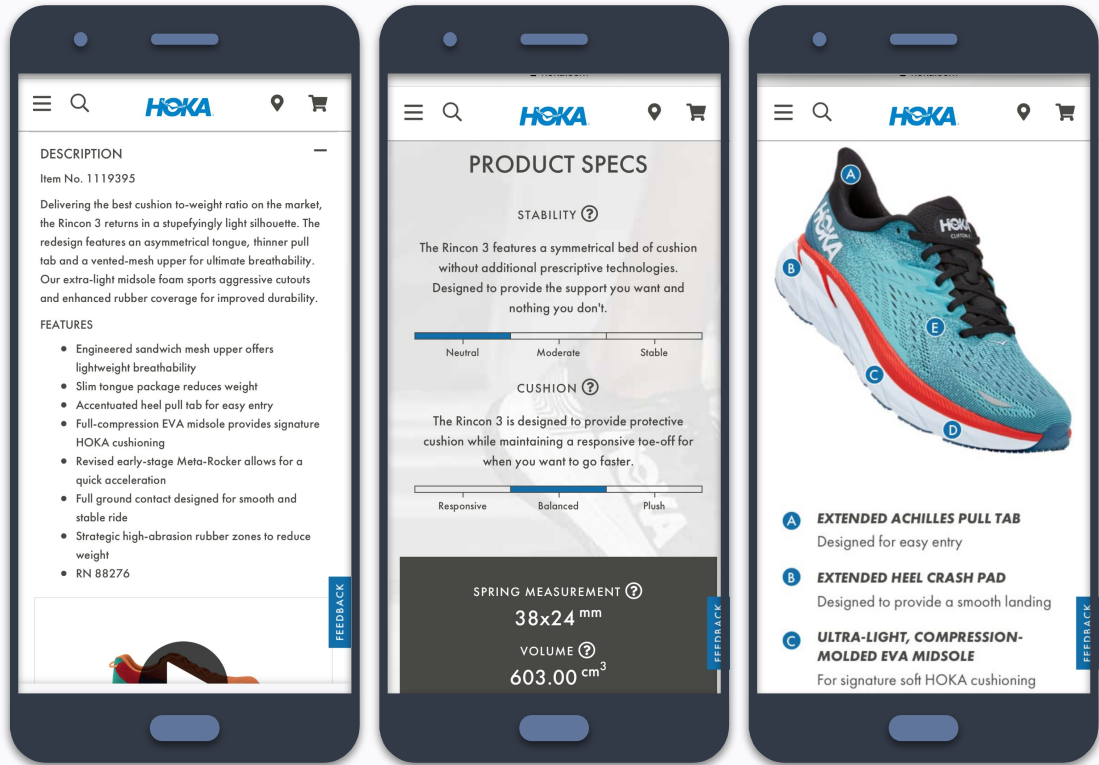 HOKA
DESCRIPTION
Item No. 1119395
Delivering the best cushion to-weight ratio on the market,
the Rincon 3 returns in a stupefyingly light silhouette. The
redesign features an asymmetrical tongue, thinner pull
tab and a vented-mesh upper for ultimate breathability.
Our extra-light midsole foam sports aggressive cutouts
and enhanced rubber coverage for improved durability.
FEATURES
Engineered sandwich mesh upper offers
lightweight breathability
Slim tongue package reduces weight
Accentuated heel pull tab for easy entry
Full-compression EVA midsole provides signature
HOKA cushioning
Revised early-stage Meta-Rocker allows for a
quick acceleration
Full ground contact designed for smooth and
stable ride
Strategic high-abrasion rubber zones to reduce
weight
RN 88276
FEEDBACK
HOKA
PRODUCT SPECS
STABILITY ?
The Rincon 3 features a symmetrical bed of cushion
without additional prescriptive technologies.
Designed to provide the support you want and
nothing you don't.
Neutral Moderate Stable
CUSHION ?
The Rincon 3 is designed to provide protective
cushion while maintaining a responsive toe-off for
when you want to go faster.
Responsive Balanced Plush
HOKA
SPRING MEASUREMENT ?
38x24 mm
VOLUME ?
603.00 cm³
FEEDBACK
HOKA
A
HOKA
HOKA
B
E
C
D
A EXTENDED ACHILLES PULL TAB
Designed for easy entry
B EXTENDED HEEL CRASH PAD
Designed to provide a smooth landing
C ULTRA-LIGHT, COMPRESSION-
MOLDED EVA MIDSOLE
For signature soft HOKA cushioning
FEEDBACK